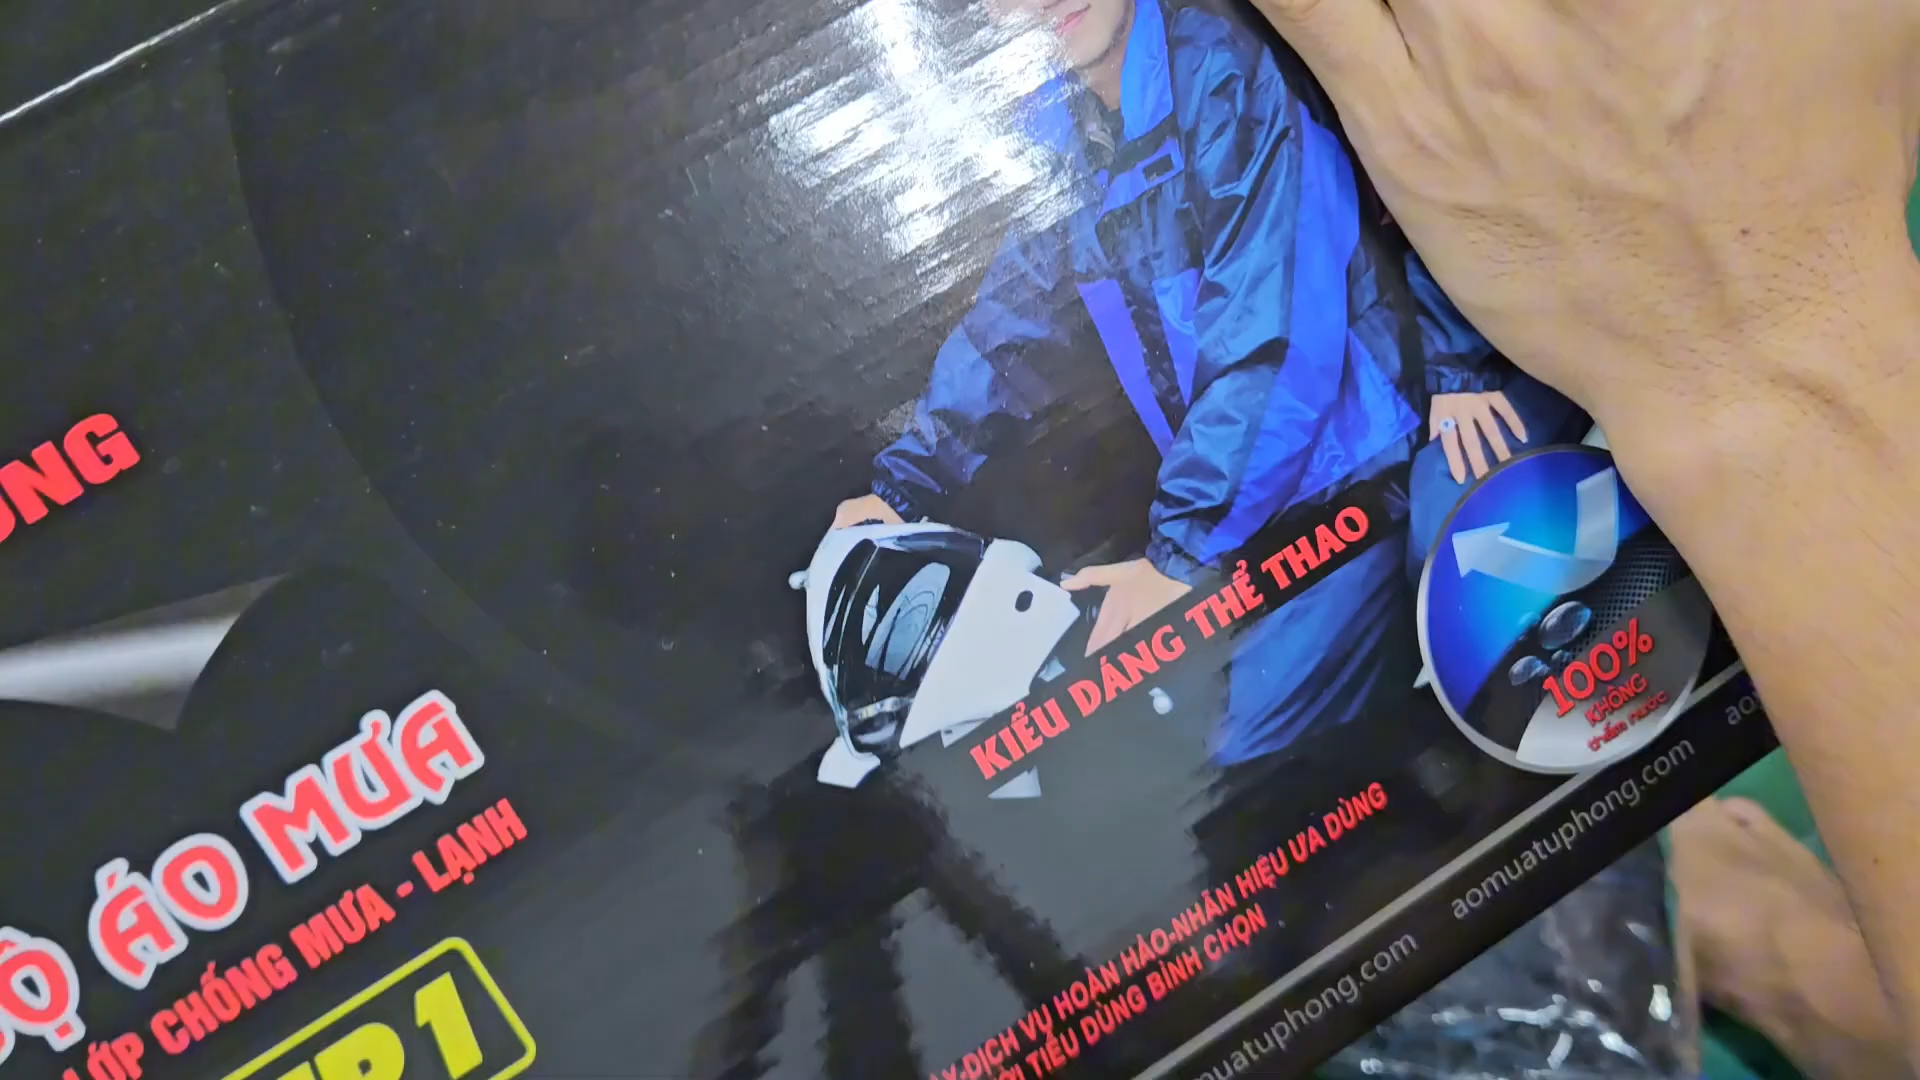 BỘ ÁO MƯA
LỚP CHỐNG MƯA - LẠNH
KIỂU DÁNG THỂ THAO
100%
KHÔNG
thấm nước
DỊCH VỤ HOÀN HẢO-NHÃN HIỆU ƯA DÙNG
TIÊU DÙNG BÌNH CHỌN
aomuatuphong.com
aomuatuphong.com